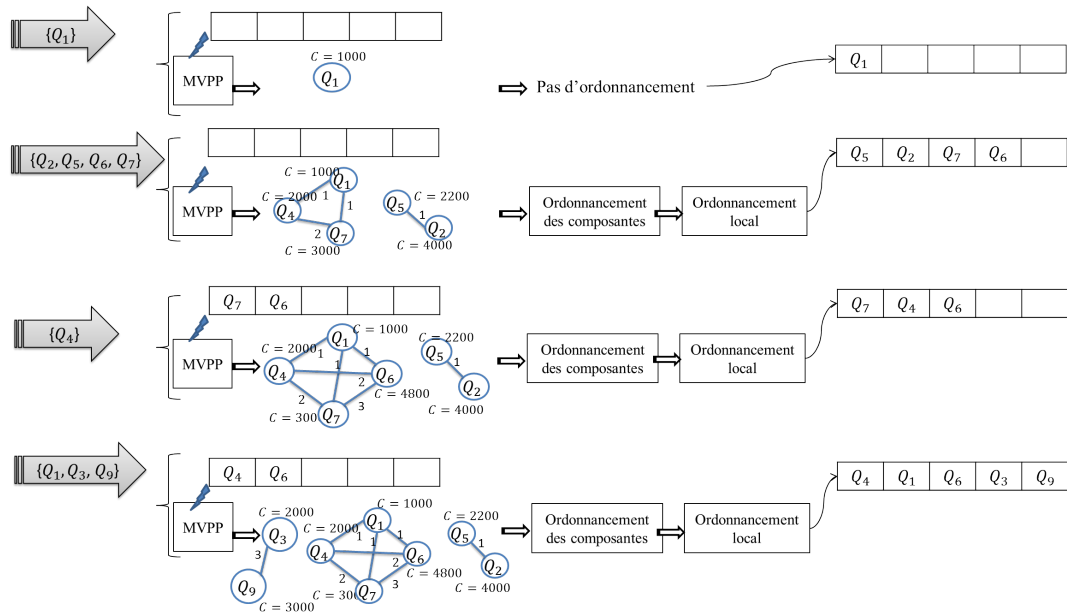 {Q₁}
C = 1000
MVPP
Q₁
Pas d'ordonnancement
Q₁
{Q₂, Q₅, Q₆, Q₇}
C = 1000
MVPP
Q₁
C = 2000
1
1
Q₄
2
Q₇
C = 3000
C = 2200
Q₅
1
Q₂
C = 4000
Ordonnancement
des composantes
Ordonnancement
local
Q₅ Q₂ Q₇ Q₆
{Q₄}
Q₇ Q₆
MVPP
C = 1000
Q₁
C = 2000
1
1
1
Q₄
2
Q₆
C = 4800
2
3
Q₇
C = 300
C = 2200
Q₅
1
Q₂
C = 4000
Ordonnancement
des composantes
Ordonnancement
local
Q₇ Q₄ Q₆
{Q₁, Q₃, Q₉}
Q₄ Q₆
MVPP
C = 2000
Q₃
3
Q₉
C = 3000
C = 1000
Q₁
C = 2000
1
1
1
Q₄
2
Q₆
C = 4800
2
3
Q₇
C = 300
C = 2200
Q₅
1
Q₂
C = 4000
Ordonnancement
des composantes
Ordonnancement
local
Q₄ Q₁ Q₆ Q₃ Q₉